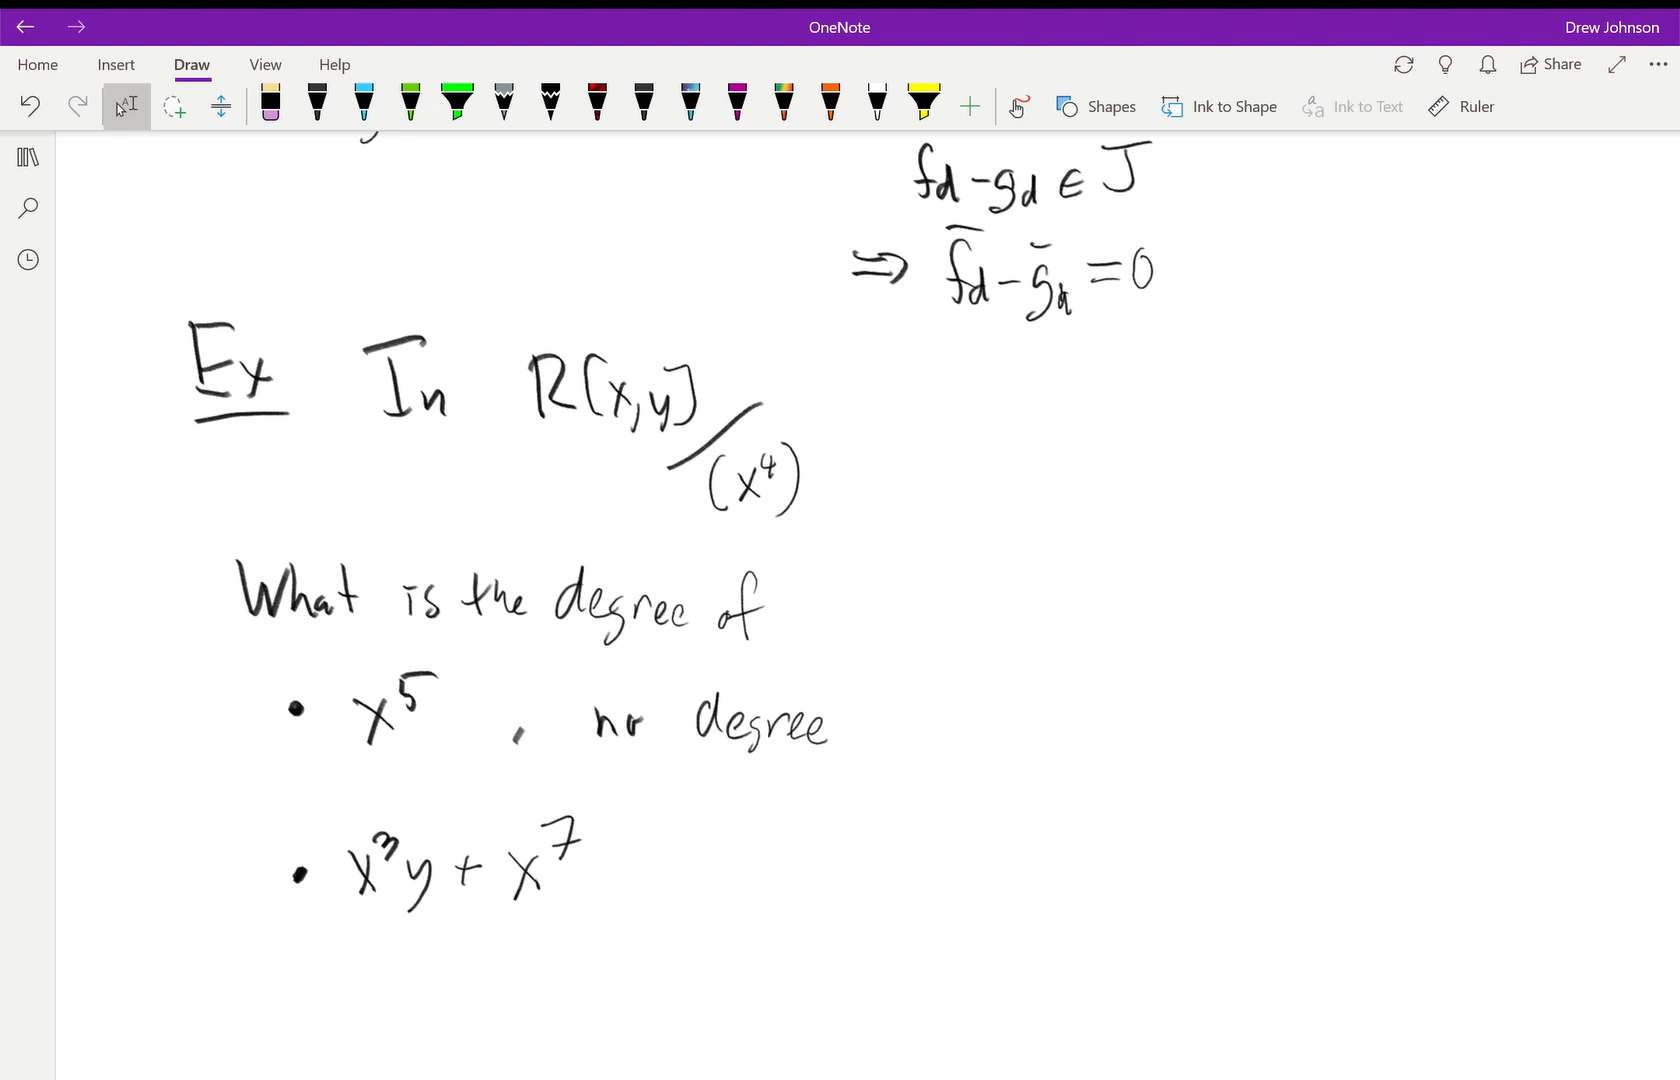 OneNote
Drew Johnson
Home Insert Draw View Help
Share
Shapes Ink to Shape Ink to Text Ruler
fd - gd ∈ J
⇒ f̄d - ḡd = 0
Ex In R[x,y]/(x⁴)
What is the degree of
• x⁵, no degree
• x³y + x⁷